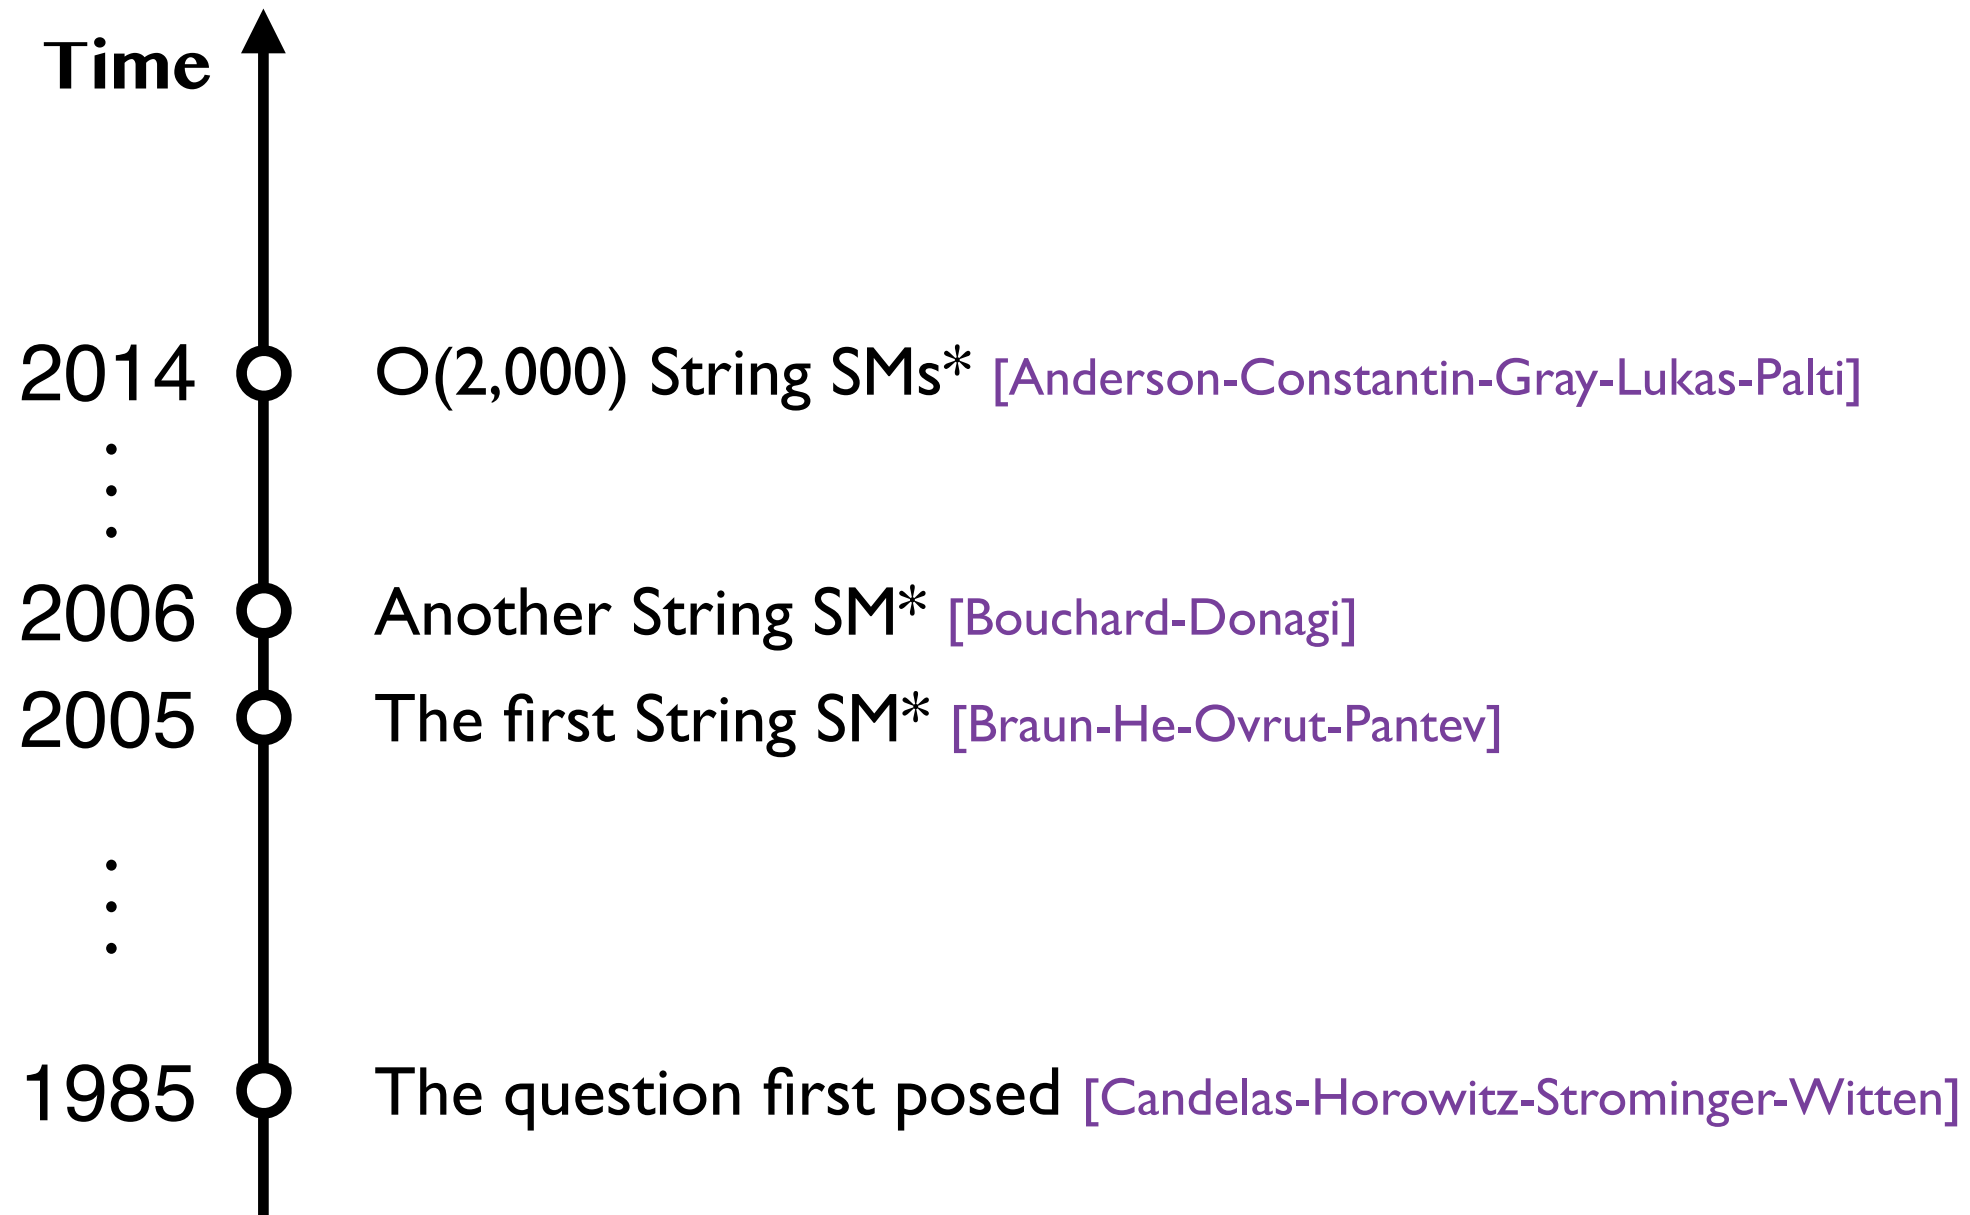 Time
2014 O(2,000) String SMs* [Anderson-Constantin-Gray-Lukas-Palti]
2006 Another String SM* [Bouchard-Donagi]
2005 The first String SM* [Braun-He-Ovrut-Pantev]
1985 The question first posed [Candelas-Horowitz-Strominger-Witten]